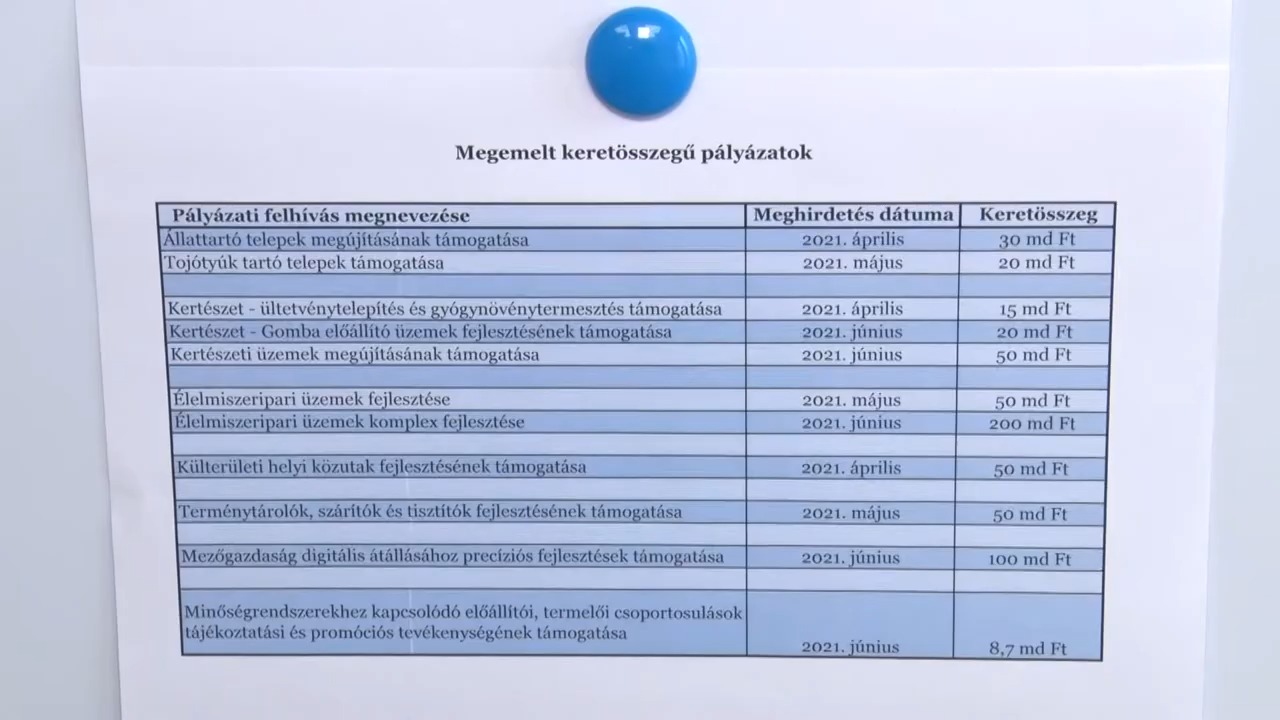 Megemelt keretösszegű pályázatok
Pályázati felhívás megnevezése Meghirdetés dátuma Keretösszeg
Állattartó telepek megújításának támogatása 2021. április 30 md Ft
Tojótyúk tartó telepek támogatása 2021. május 20 md Ft
Kertészet - ültetvénytelepítés és gyógynövénytermesztés támogatása 2021. április 15 md Ft
Kertészet - Gomba előállító üzemek fejlesztésének támogatása 2021. június 20 md Ft
Kertészeti üzemek megújításának támogatása 2021. június 50 md Ft
Élelmiszeripari üzemek fejlesztése 2021. május 50 md Ft
Élelmiszeripari üzemek komplex fejlesztése 2021. június 200 md Ft
Külterületi helyi közutak fejlesztésének támogatása 2021. április 50 md Ft
Terménytárolók, szárítók és tisztítók fejlesztésének támogatása 2021. május 50 md Ft
Mezőgazdaság digitális átállásához precíziós fejlesztések támogatása 2021. június 100 md Ft
Minőségrendszerekhez kapcsolódó előállítói, termelői csoportosulások
tájékoztatási és promóciós tevékenységének támogatása 2021. június 8,7 md Ft